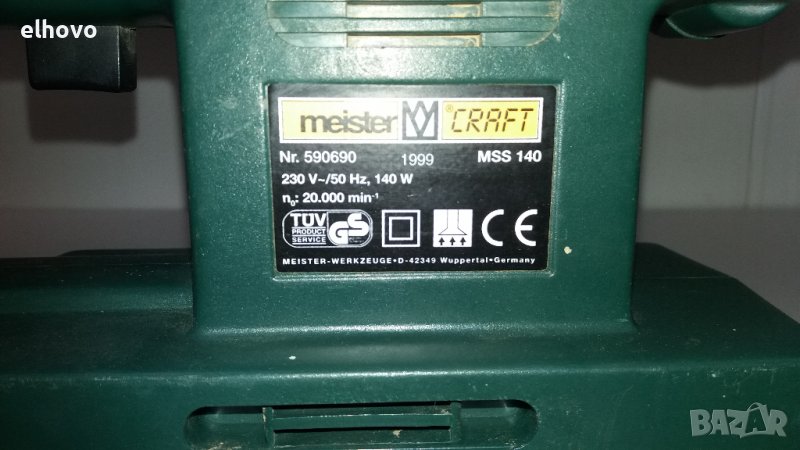 elhovo
meister ®CRAFT
Nr. 590690 1999 MSS 140
230 V~/50 Hz, 140 W
n₀: 20.000 min⁻¹
TÜV
PRODUCT
SERVICE
GS
CE
MEISTER-WERKZEUGE•D-42349 Wuppertal•Germany
BAZAR